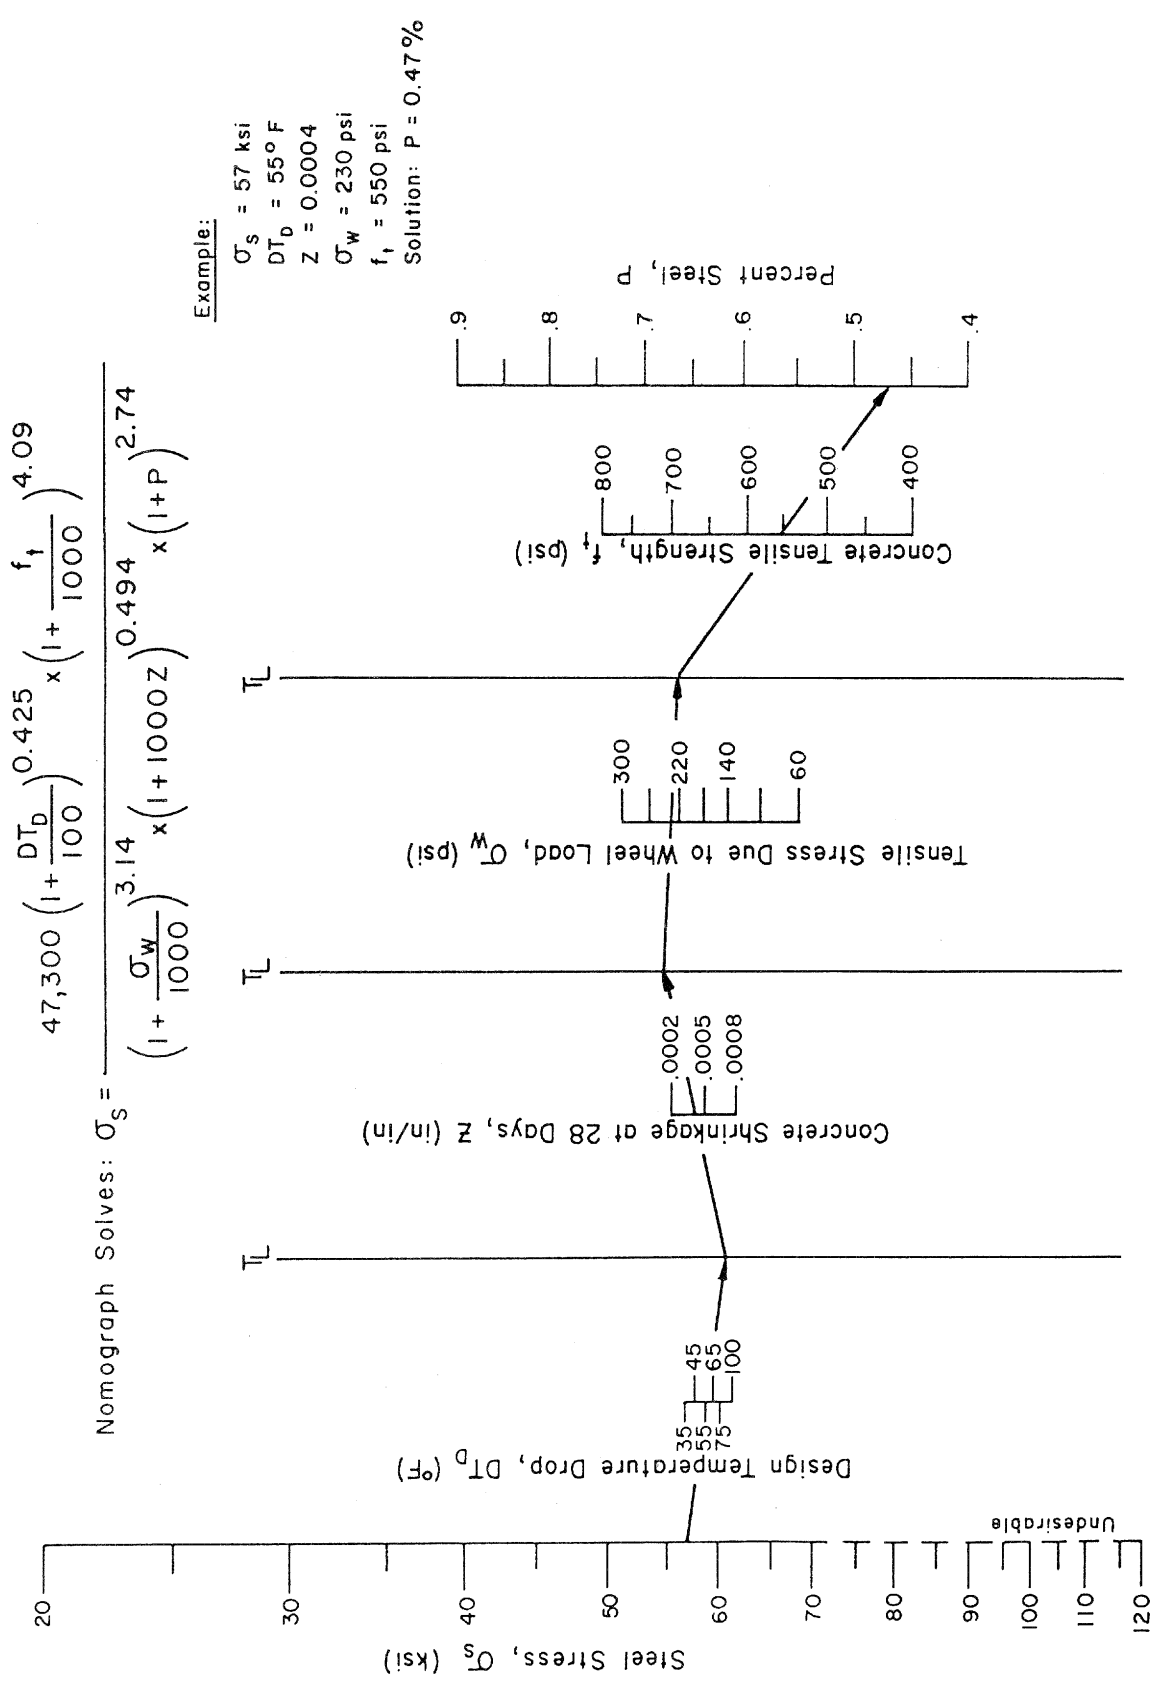 Nomograph Solves: σS = 47,300 (1 + DTD/100)^0.425 x (1 + ft/1000)^4.09 / (1 + σW/1000)^3.14 x (1 + 1000Z)^0.494 x (1 + P)^2.74
Example:
σS = 57 ksi
DTD = 55° F
Z = 0.0004
σW = 230 psi
ft = 550 psi
Solution: P = 0.47%
Steel Stress, σS (ksi)
20
30
40
50
60
70
80
90
100
110
120
Undesirable
Design Temperature Drop, DTD (°F)
35
45
55
65
75
100
TL
Concrete Shrinkage at 28 Days, Z (in/in)
.0002
.0005
.0008
TL
Tensile Stress Due to Wheel Load, σW (psi)
300
220
140
60
TL
Concrete Tensile Strength, ft (psi)
800
700
600
500
400
Percent Steel, P
.9
.8
.7
.6
.5
.4